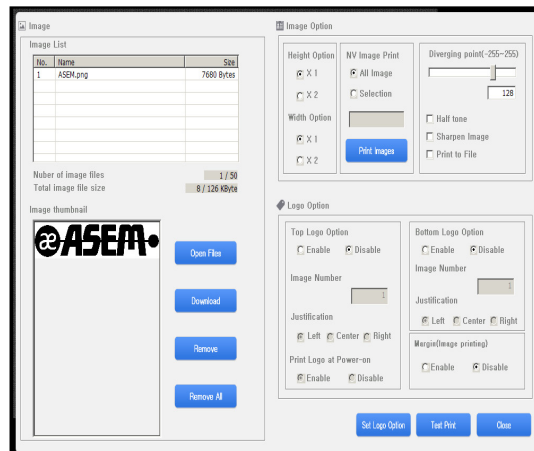 Image
Image List
No. Name Size
1 ASEM.png 7680 Bytes
Nuber of image files 1 / 50
Total image file size 8 / 126 KByte
Image thumbnail
æ ASEM
Open Files
Download
Remove
Remove All
Image Option
Height Option
X 1
X 2
Width Option
X 1
X 2
NV Image Print
All Image
Selection
Print Images
Diverging point(-255~255)
128
Half tone
Sharpen Image
Print to File
Logo Option
Top Logo Option
Enable Disable
Image Number
1
Justification
Left Center Right
Print Logo at Power-on
Enable Disable
Bottom Logo Option
Enable Disable
Image Number
1
Justification
Left Center Right
Margin(Image printing)
Enable Disable
Set Logo Option Text Print Close